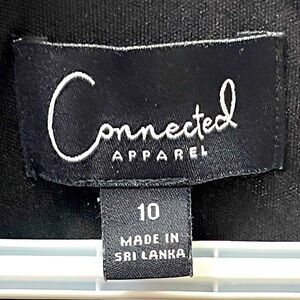 Connected
APPAREL
10
MADE IN
SRI LANKA